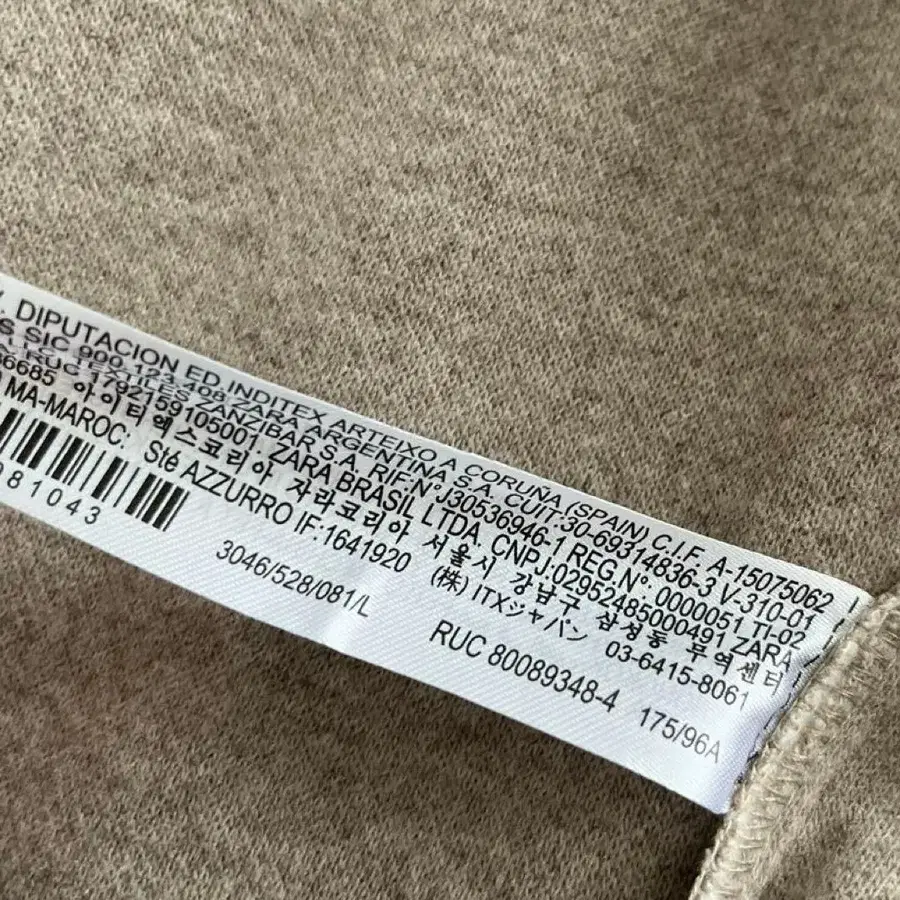 DIPUTACION ED.INDITEX ARTEIXO A CORUÑA (SPAIN) C.I.F. A-15075062
S SIC 900.123.408 ZARA ARGENTINA S.A. CUIT:30-69314836-3 V-310-01
TEXTILES ZANZIBAR S.A. RIF:N°J30536946-1 REG.N°: 0000051 TI-02
RUC 1792159105001. ZARA BRASIL LTDA, CNPJ.02952485000491 ZARA
6685 아이티엑스코리아 자라코리아 서울시 강남구 삼성동 무역센터
MA-MAROC: Sté AZZURRO IF:1641920 (株) ITXジャパン 03-6415-8061
81043 3046/528/081/L RUC 80089348-4 175/96A